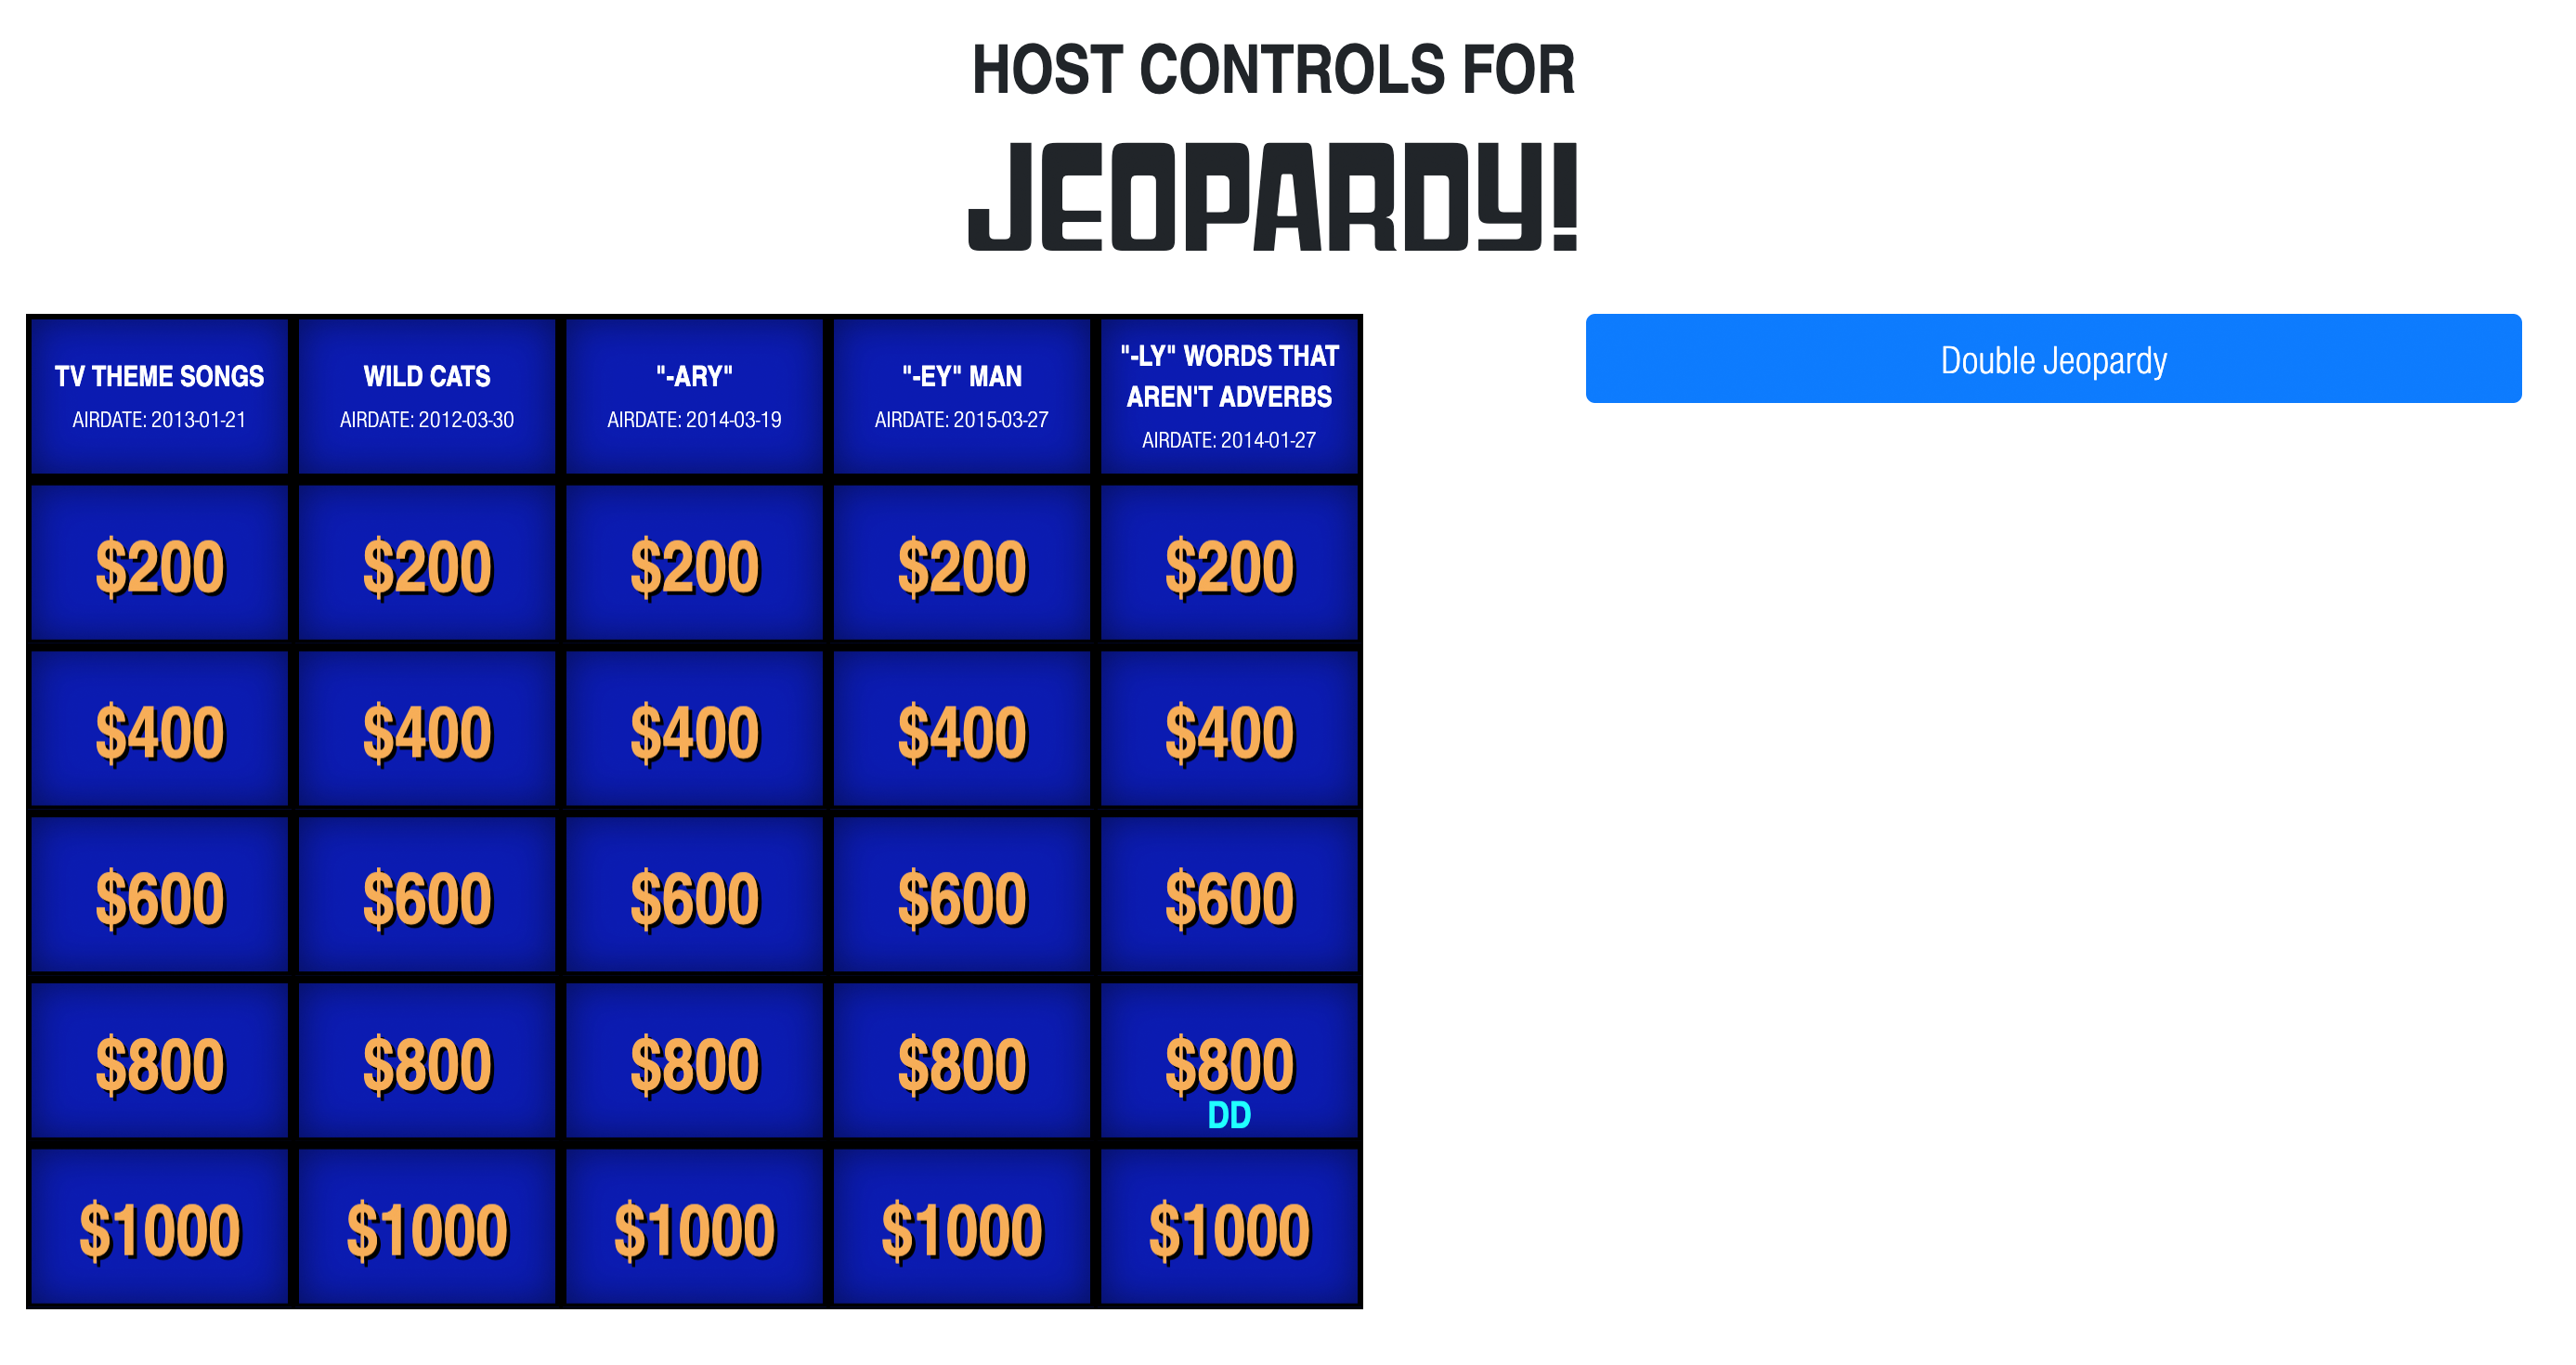 HOST CONTROLS FOR
JEOPARDY!
TV THEME SONGS
AIRDATE: 2013-01-21
WILD CATS
AIRDATE: 2012-03-30
"-ARY"
AIRDATE: 2014-03-19
"-EY" MAN
AIRDATE: 2015-03-27
"-LY" WORDS THAT
AREN'T ADVERBS
AIRDATE: 2014-01-27
Double Jeopardy
$200 $200 $200 $200 $200
$400 $400 $400 $400 $400
$600 $600 $600 $600 $600
$800 $800 $800 $800 $800
DD
$1000 $1000 $1000 $1000 $1000